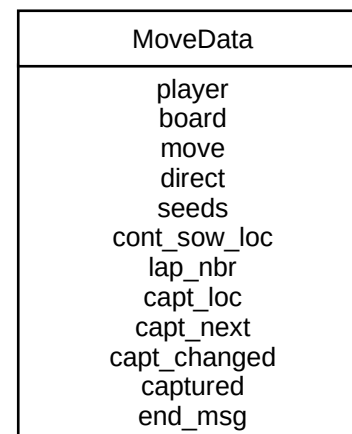 MoveData
player
board
move
direct
seeds
cont_sow_loc
lap_nbr
capt_loc
capt_next
capt_changed
captured
end_msg